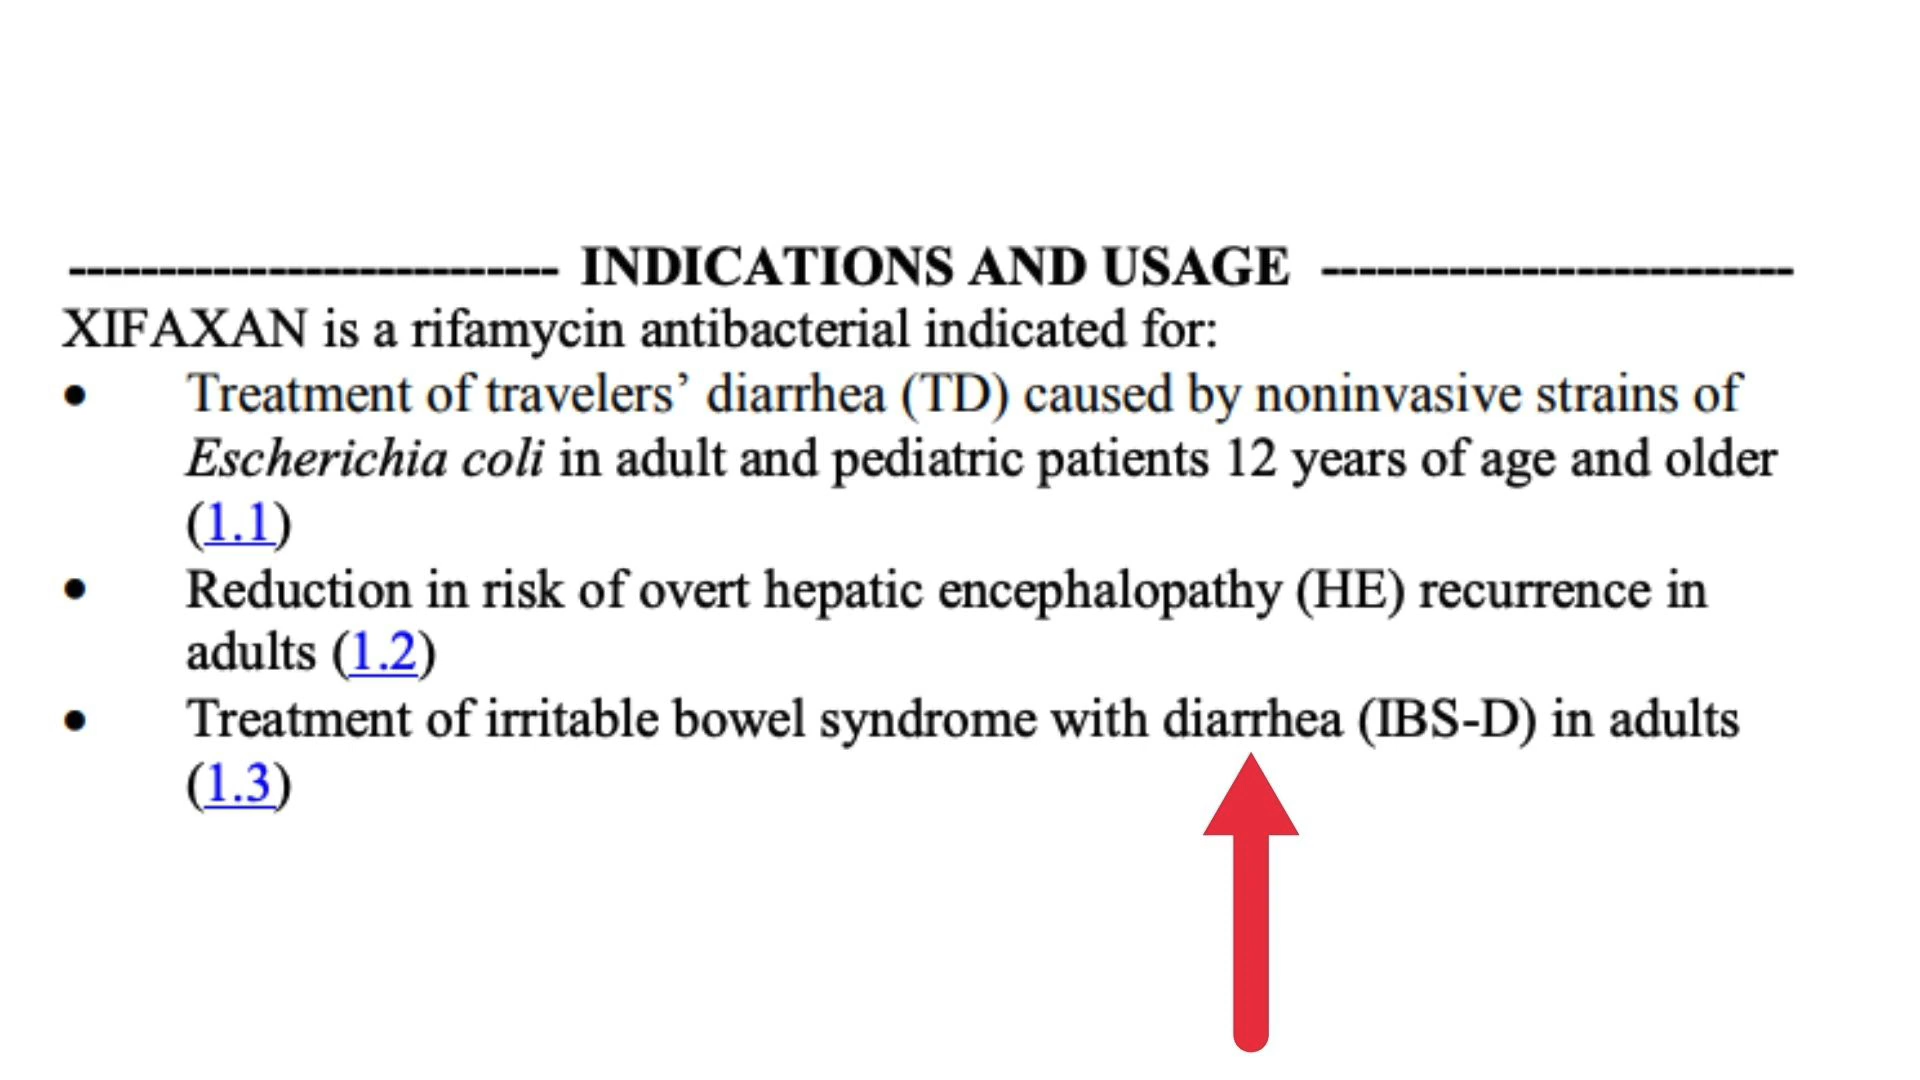 --------------------------- INDICATIONS AND USAGE --------------------------
XIFAXAN is a rifamycin antibacterial indicated for:
• Treatment of travelers’ diarrhea (TD) caused by noninvasive strains of
Escherichia coli in adult and pediatric patients 12 years of age and older
(1.1)
• Reduction in risk of overt hepatic encephalopathy (HE) recurrence in
adults (1.2)
• Treatment of irritable bowel syndrome with diarrhea (IBS-D) in adults
(1.3)